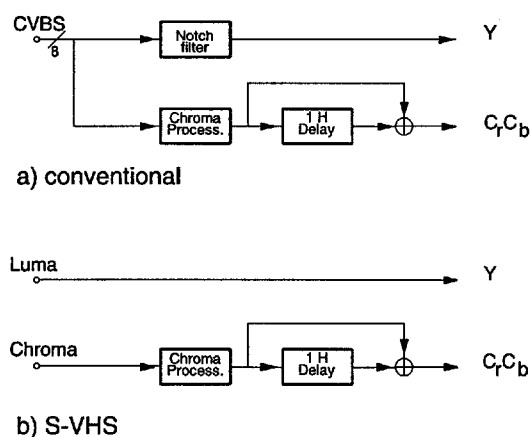 CVBS
8
Notch
filter
Y
Chroma
Process.
1 H
Delay
CrCb
a) conventional
Luma
Y
Chroma
Chroma
Process.
1 H
Delay
CrCb
b) S-VHS